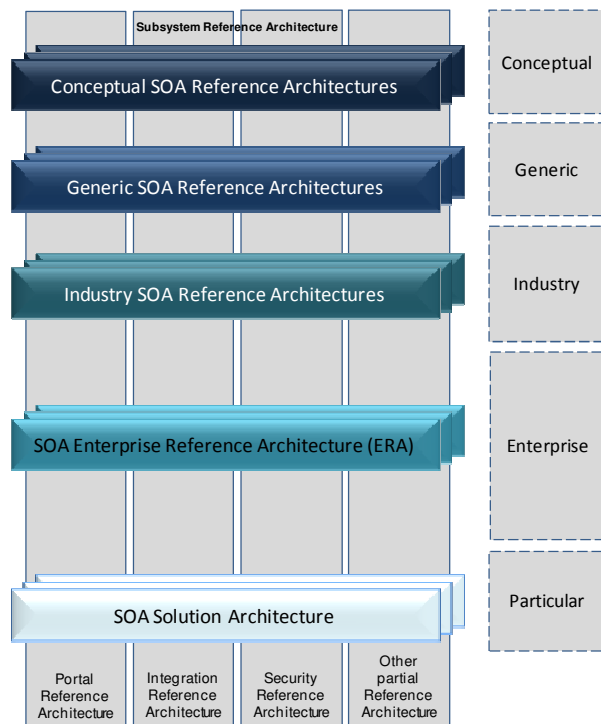 Subsystem Reference Architecture
Conceptual SOA Reference Architectures
Conceptual
Generic SOA Reference Architectures
Generic
Industry SOA Reference Architectures
Industry
SOA Enterprise Reference Architecture (ERA)
Enterprise
SOA Solution Architecture
Particular
Portal
Reference
Architecture
Integration
Reference
Architecture
Security
Reference
Architecture
Other
partial
Reference
Architecture